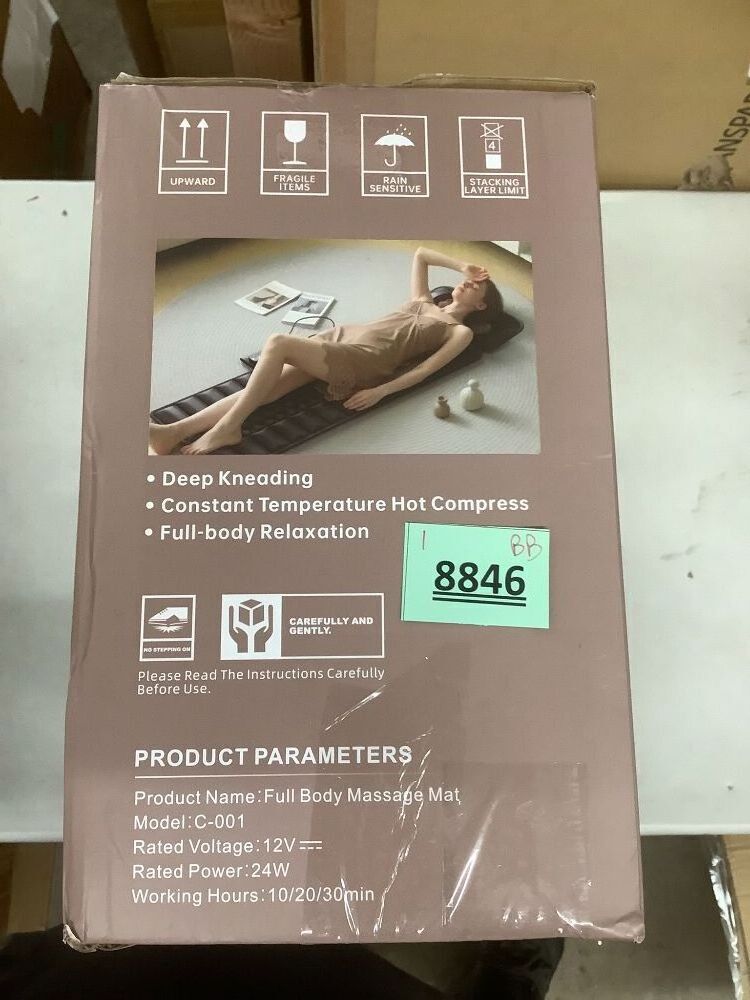 NSPA
UPWARD
FRAGILE
ITEMS
RAIN
SENSITIVE
4
STACKING
LAYER LIMIT
• Deep Kneading
• Constant Temperature Hot Compress
• Full-body Relaxation
1 BB
8846
NO STEPPING ON
CAREFULLY AND
GENTLY.
Please Read The Instructions Carefully
Before Use.
PRODUCT PARAMETERS
Product Name:Full Body Massage Mat
Model:C-001
Rated Voltage:12V⎓
Rated Power:24W
Working Hours:10/20/30min